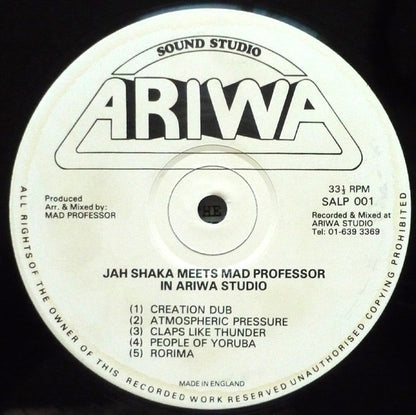 SOUND STUDIO
ARIWA
Produced
Arr. & Mixed by:
MAD PROFESSOR
33⅓ RPM
SALP 001
Recorded & Mixed at
ARIWA STUDIO
Tel: 01-639 3369
HE
JAH SHAKA MEETS MAD PROFESSOR
IN ARIWA STUDIO
(1) CREATION DUB
(2) ATMOSPHERIC PRESSURE
(3) CLAPS LIKE THUNDER
(4) PEOPLE OF YORUBA
(5) RORIMA
MADE IN ENGLAND
ALL RIGHTS OF THE OWNER OF THIS RECORDED WORK RESERVED UNAUTHORISED COPYING PROHIBITED